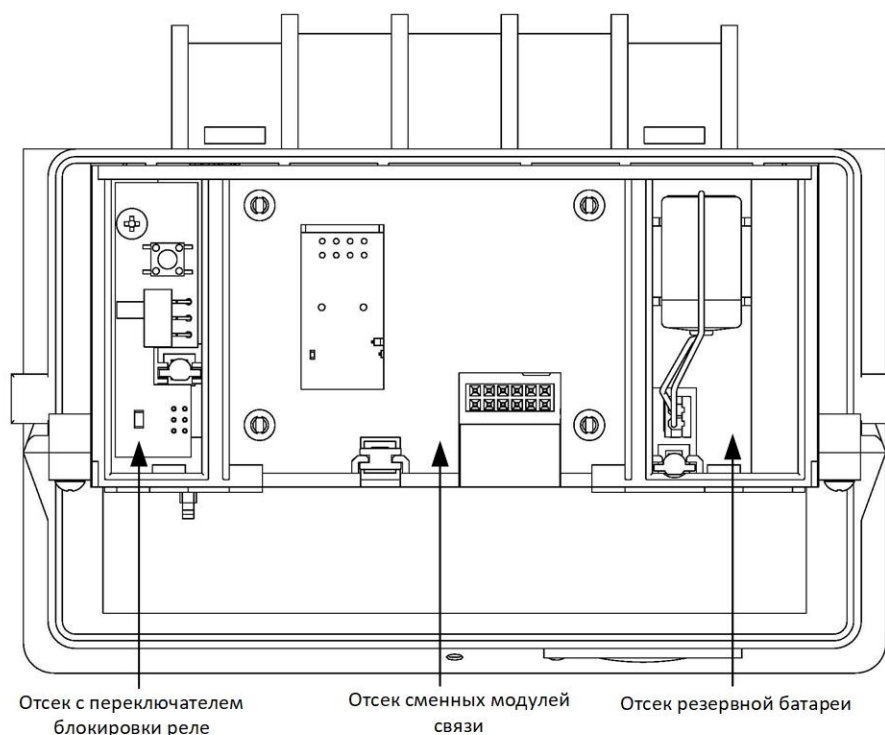 Отсек с переключателем
блокировки реле
Отсек сменных модулей
связи
Отсек резервной батареи